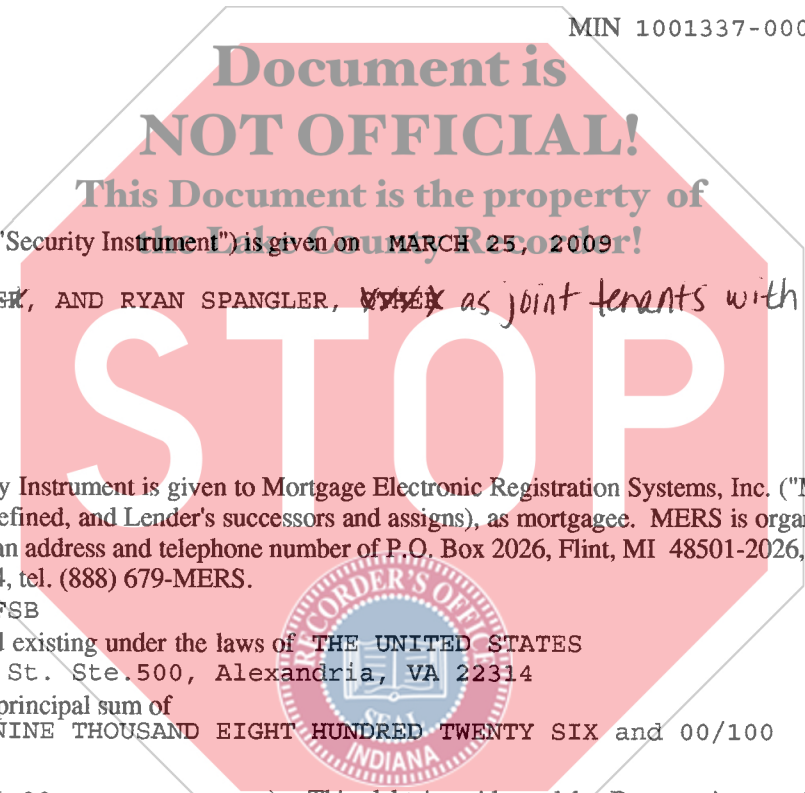 MIN 1001337-000
Document is
NOT OFFICIAL!
This Document is the property of
the Lake County Recorder!
"Security Instrument") is given on MARCH 25, 2009
, AND RYAN SPANGLER, as joint tenants with
STOP
y Instrument is given to Mortgage Electronic Registration Systems, Inc. ("M
efined, and Lender's successors and assigns), as mortgagee. MERS is organ
an address and telephone number of P.O. Box 2026, Flint, MI 48501-2026,
4, tel. (888) 679-MERS.
FSB
d existing under the laws of THE UNITED STATES
St. Ste.500, Alexandria, VA 22314
principal sum of
NINE THOUSAND EIGHT HUNDRED TWENTY SIX and 00/100
RECORDER'S OFFICE
SEAL
INDIANA